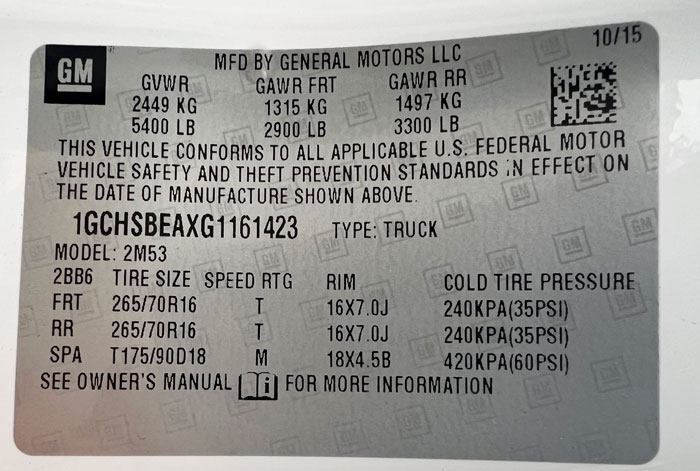 10/15
GM MFD BY GENERAL MOTORS LLC
GVWR GAWR FRT GAWR RR
2449 KG 1315 KG 1497 KG
5400 LB 2900 LB 3300 LB
THIS VEHICLE CONFORMS TO ALL APPLICABLE U.S. FEDERAL MOTOR
VEHICLE SAFETY AND THEFT PREVENTION STANDARDS IN EFFECT ON
THE DATE OF MANUFACTURE SHOWN ABOVE.
1GCHSBEAXG1161423 TYPE: TRUCK
MODEL: 2M53
2BB6 TIRE SIZE SPEED RTG RIM COLD TIRE PRESSURE
FRT 265/70R16 T 16X7.0J 240KPA(35PSI)
RR 265/70R16 T 16X7.0J 240KPA(35PSI)
SPA T175/90D18 M 18X4.5B 420KPA(60PSI)
SEE OWNER'S MANUAL i FOR MORE INFORMATION